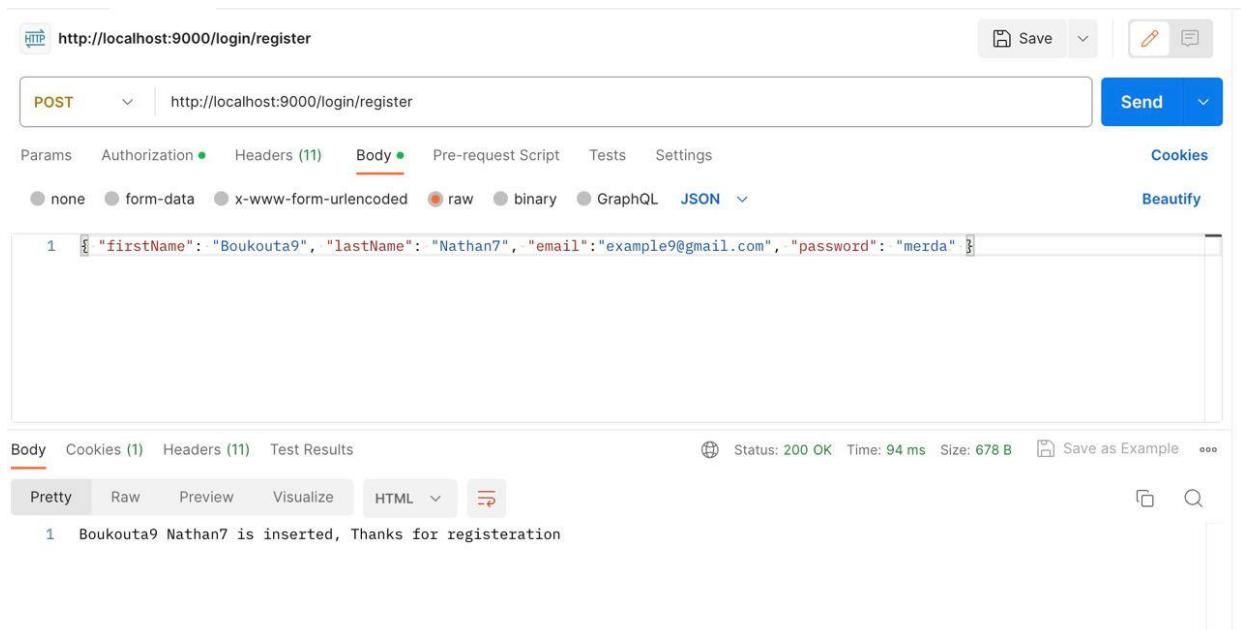 HTTP http://localhost:9000/login/register Save
POST http://localhost:9000/login/register Send
Params Authorization Headers (11) Body Pre-request Script Tests Settings Cookies
none form-data x-www-form-urlencoded raw binary GraphQL JSON Beautify
1 { "firstName": "Boukouta9", "lastName": "Nathan7", "email":"example9@gmail.com", "password": "merda" }
Body Cookies (1) Headers (11) Test Results Status: 200 OK Time: 94 ms Size: 678 B Save as Example
Pretty Raw Preview Visualize HTML
1 Boukouta9 Nathan7 is inserted, Thanks for registeration